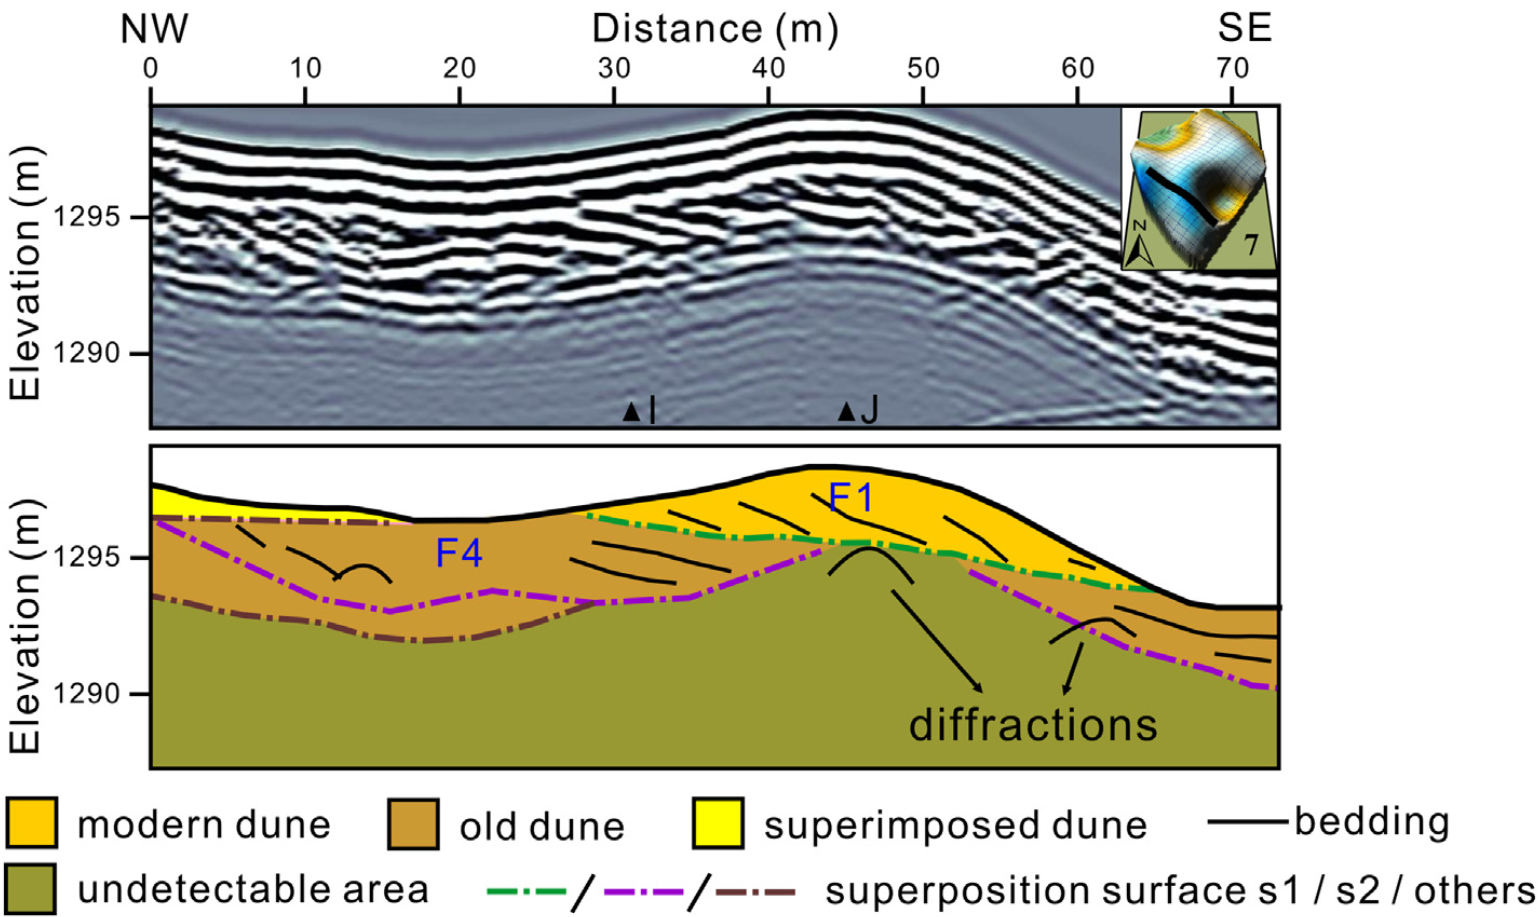 NW Distance (m) SE
0 10 20 30 40 50 60 70
Elevation (m)
1295
1290
N
7
▲I ▲J
Elevation (m)
1295
1290
F1
F4
diffractions
modern dune old dune superimposed dune bedding
undetectable area / / superposition surface s1 / s2 / others